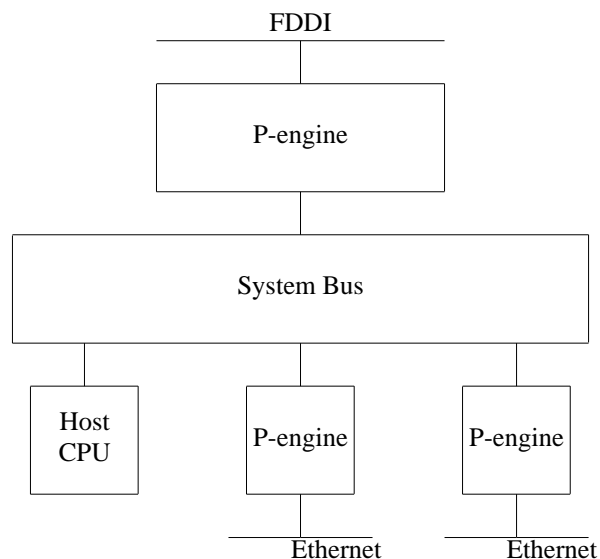 FDDI
P-engine
System Bus
Host
CPU
P-engine
P-engine
Ethernet
Ethernet